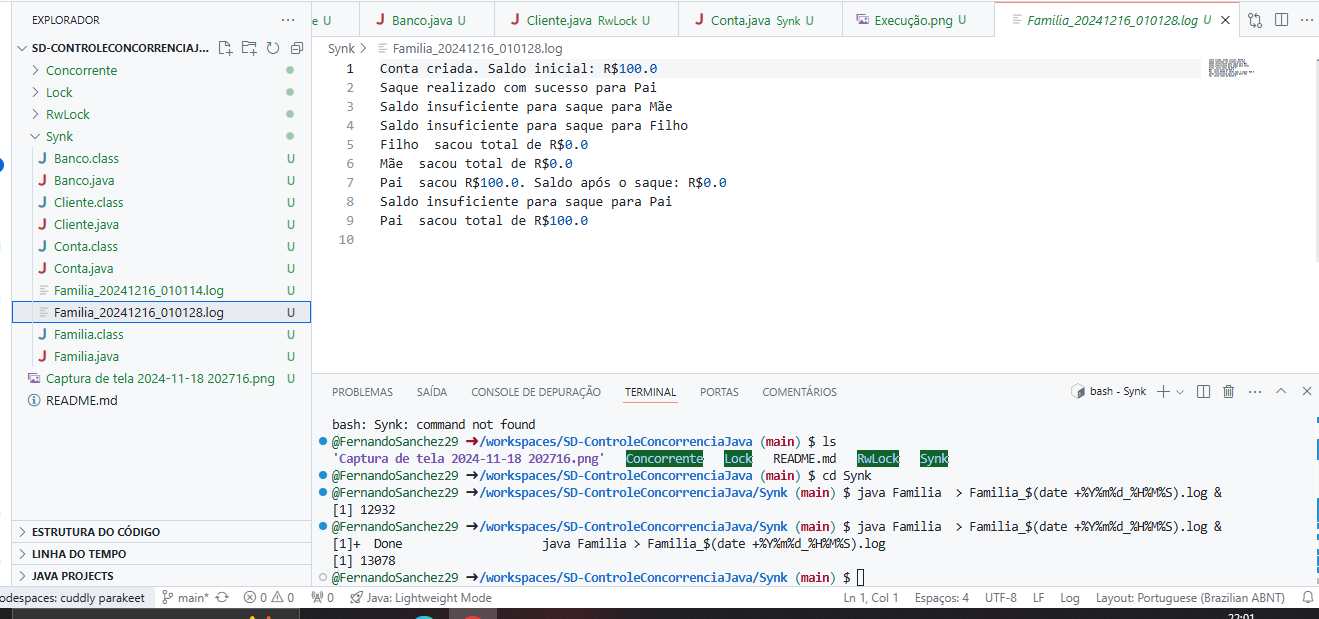 EXPLORADOR
SD-CONTROLECONCORRENCIAJ...
Concorrente
Lock
RwLock
Synk
Banco.class U
Banco.java U
Cliente.class U
Cliente.java U
Conta.class U
Conta.java U
Familia_20241216_010114.log U
Familia_20241216_010128.log U
Familia.class U
Familia.java U
Captura de tela 2024-11-18 202716.png U
README.md
ESTRUTURA DO CÓDIGO
LINHA DO TEMPO
JAVA PROJECTS
e U Banco.java U Cliente.java RwLock U Conta.java Synk U Execução.png U Familia_20241216_010128.log U
Synk > Familia_20241216_010128.log
1 Conta criada. Saldo inicial: R$100.0
2 Saque realizado com sucesso para Pai
3 Saldo insuficiente para saque para Mãe
4 Saldo insuficiente para saque para Filho
5 Filho  sacou total de R$0.0
6 Mãe  sacou total de R$0.0
7 Pai  sacou R$100.0. Saldo após o saque: R$0.0
8 Saldo insuficiente para saque para Pai
9 Pai  sacou total de R$100.0
10
PROBLEMAS SAÍDA CONSOLE DE DEPURAÇÃO TERMINAL PORTAS COMENTÁRIOS bash - Synk
bash: Synk: command not found
@FernandoSanchez29 ➜/workspaces/SD-ControleConcorrenciaJava (main) $ ls
'Captura de tela 2024-11-18 202716.png' Concorrente Lock README.md RwLock Synk
@FernandoSanchez29 ➜/workspaces/SD-ControleConcorrenciaJava (main) $ cd Synk
@FernandoSanchez29 ➜/workspaces/SD-ControleConcorrenciaJava/Synk (main) $ java Familia  > Familia_$(date +%Y%m%d_%H%M%S).log &
[1] 12932
@FernandoSanchez29 ➜/workspaces/SD-ControleConcorrenciaJava/Synk (main) $ java Familia  > Familia_$(date +%Y%m%d_%H%M%S).log &
[1]+  Done                    java Familia > Familia_$(date +%Y%m%d_%H%M%S).log
[1] 13078
@FernandoSanchez29 ➜/workspaces/SD-ControleConcorrenciaJava/Synk (main) $
odespaces: cuddly parakeet main* 0 0 0 Java: Lightweight Mode Ln 1, Col 1 Espaços: 4 UTF-8 LF Log Layout: Portuguese (Brazilian ABNT)
22:01